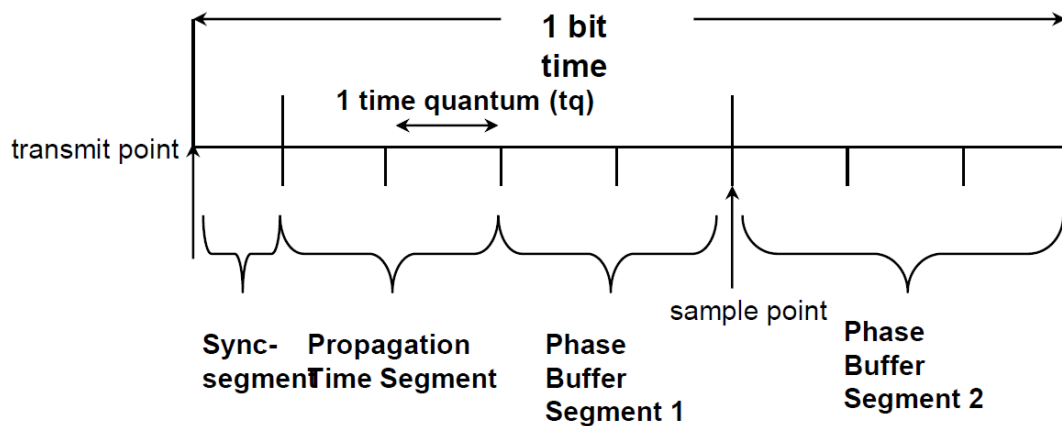 1 bit
time
1 time quantum (tq)
transmit point
sample point
Sync-
segment
Propagation
Time Segment
Phase
Buffer
Segment 1
Phase
Buffer
Segment 2